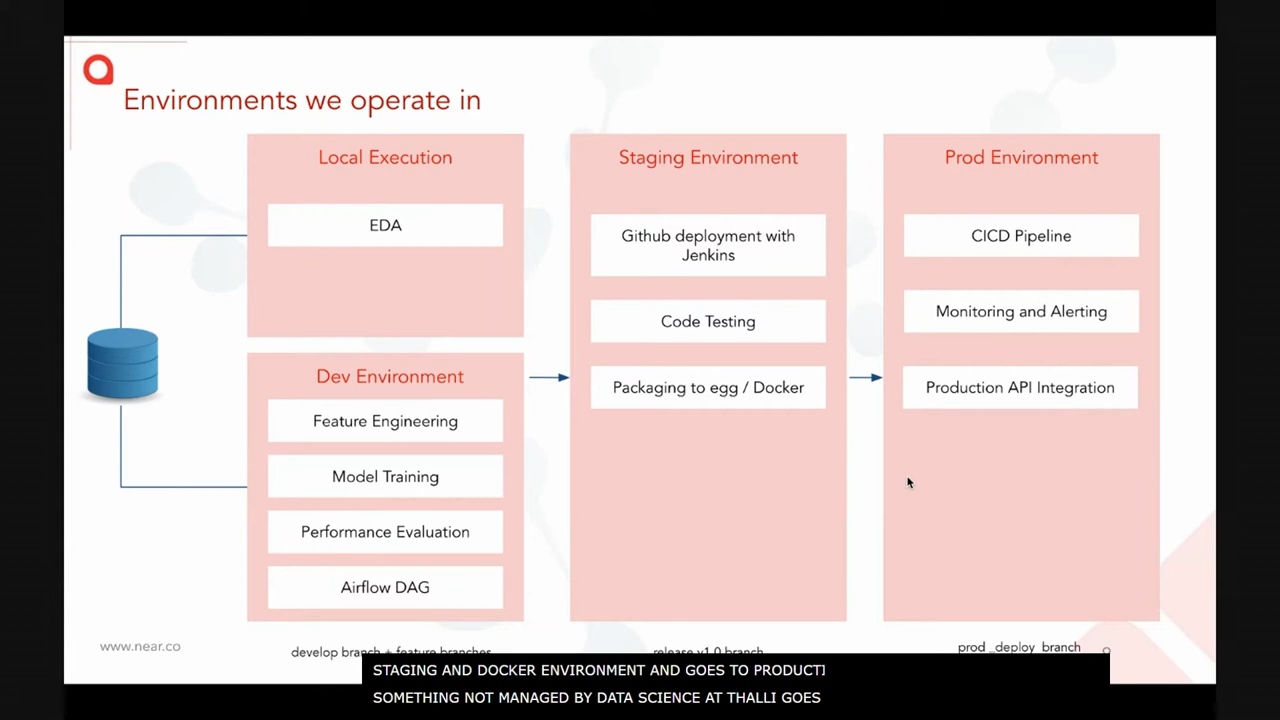 Environments we operate in
Local Execution
EDA
Dev Environment
Feature Engineering
Model Training
Performance Evaluation
Airflow DAG
Staging Environment
Github deployment with
Jenkins
Code Testing
Packaging to egg / Docker
Prod Environment
CICD Pipeline
Monitoring and Alerting
Production API Integration
www.near.co
develop branch + feature branches
release v1.0 branch
prod_deploy_branch
STAGING AND DOCKER ENVIRONMENT AND GOES TO PRODUCT
SOMETHING NOT MANAGED BY DATA SCIENCE AT THALLI GOES